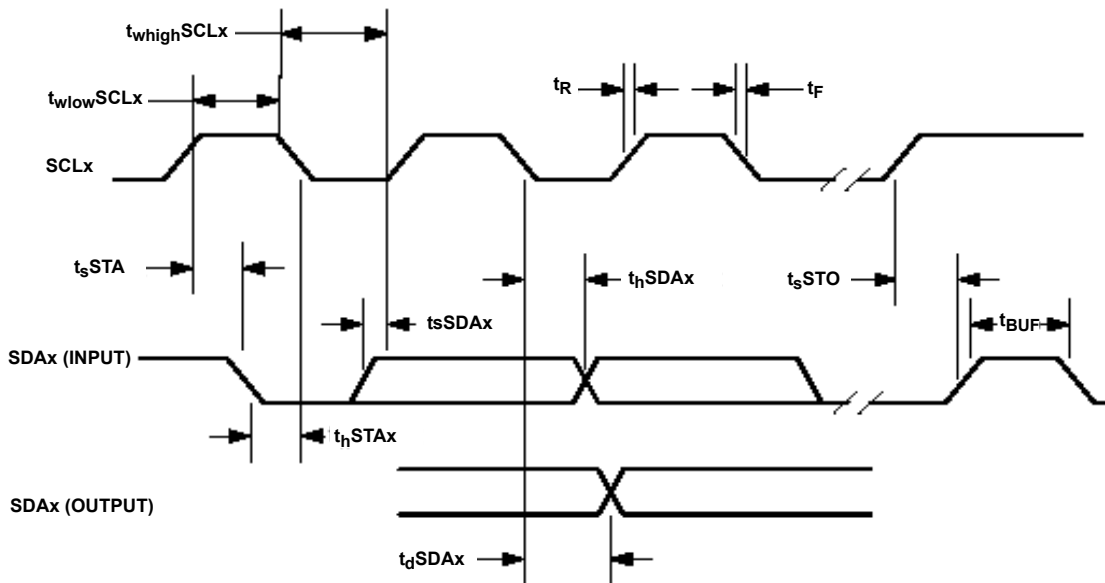 twhighSCLx
twlowSCLx
tR
tF
SCLx
tsSTA
thSDAx
tsSTO
tsSDAx
tBUF
SDAx (INPUT)
thSTAx
SDAx (OUTPUT)
tdSDAx